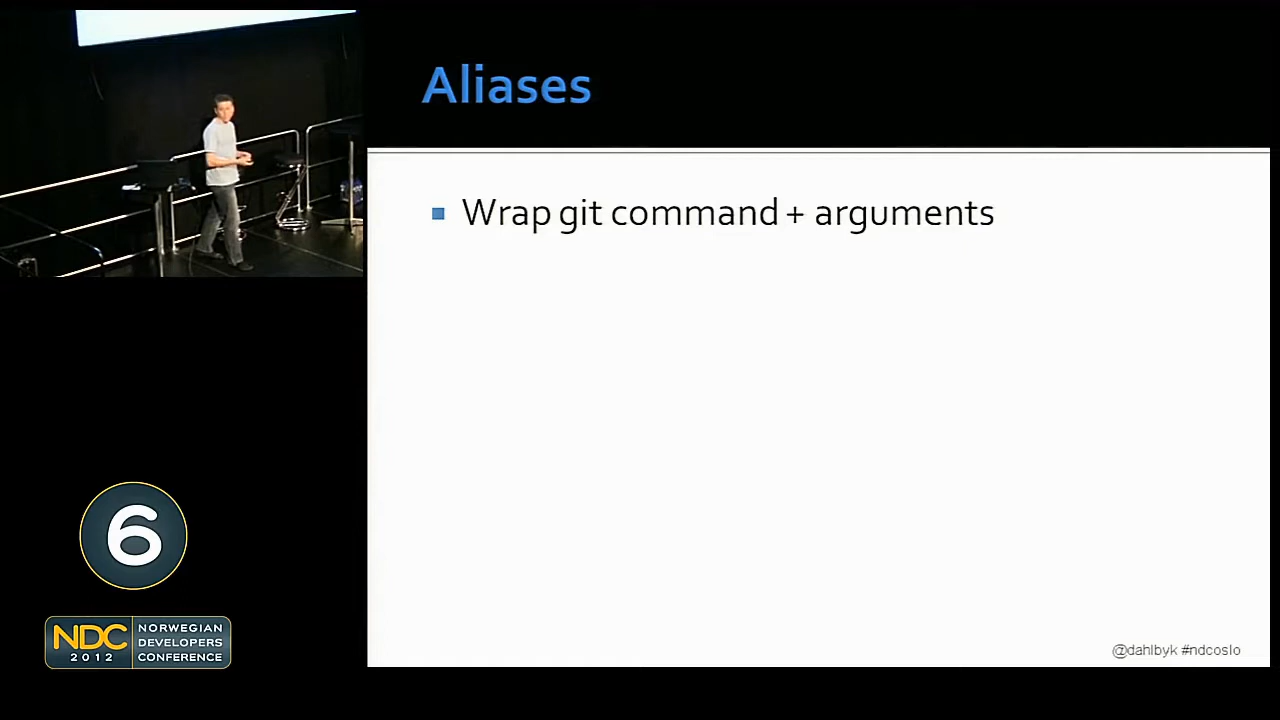 Aliases
Wrap git command + arguments
6
NDC
2012
NORWEGIAN
DEVELOPERS
CONFERENCE
@dahlbyk #ndcoslo